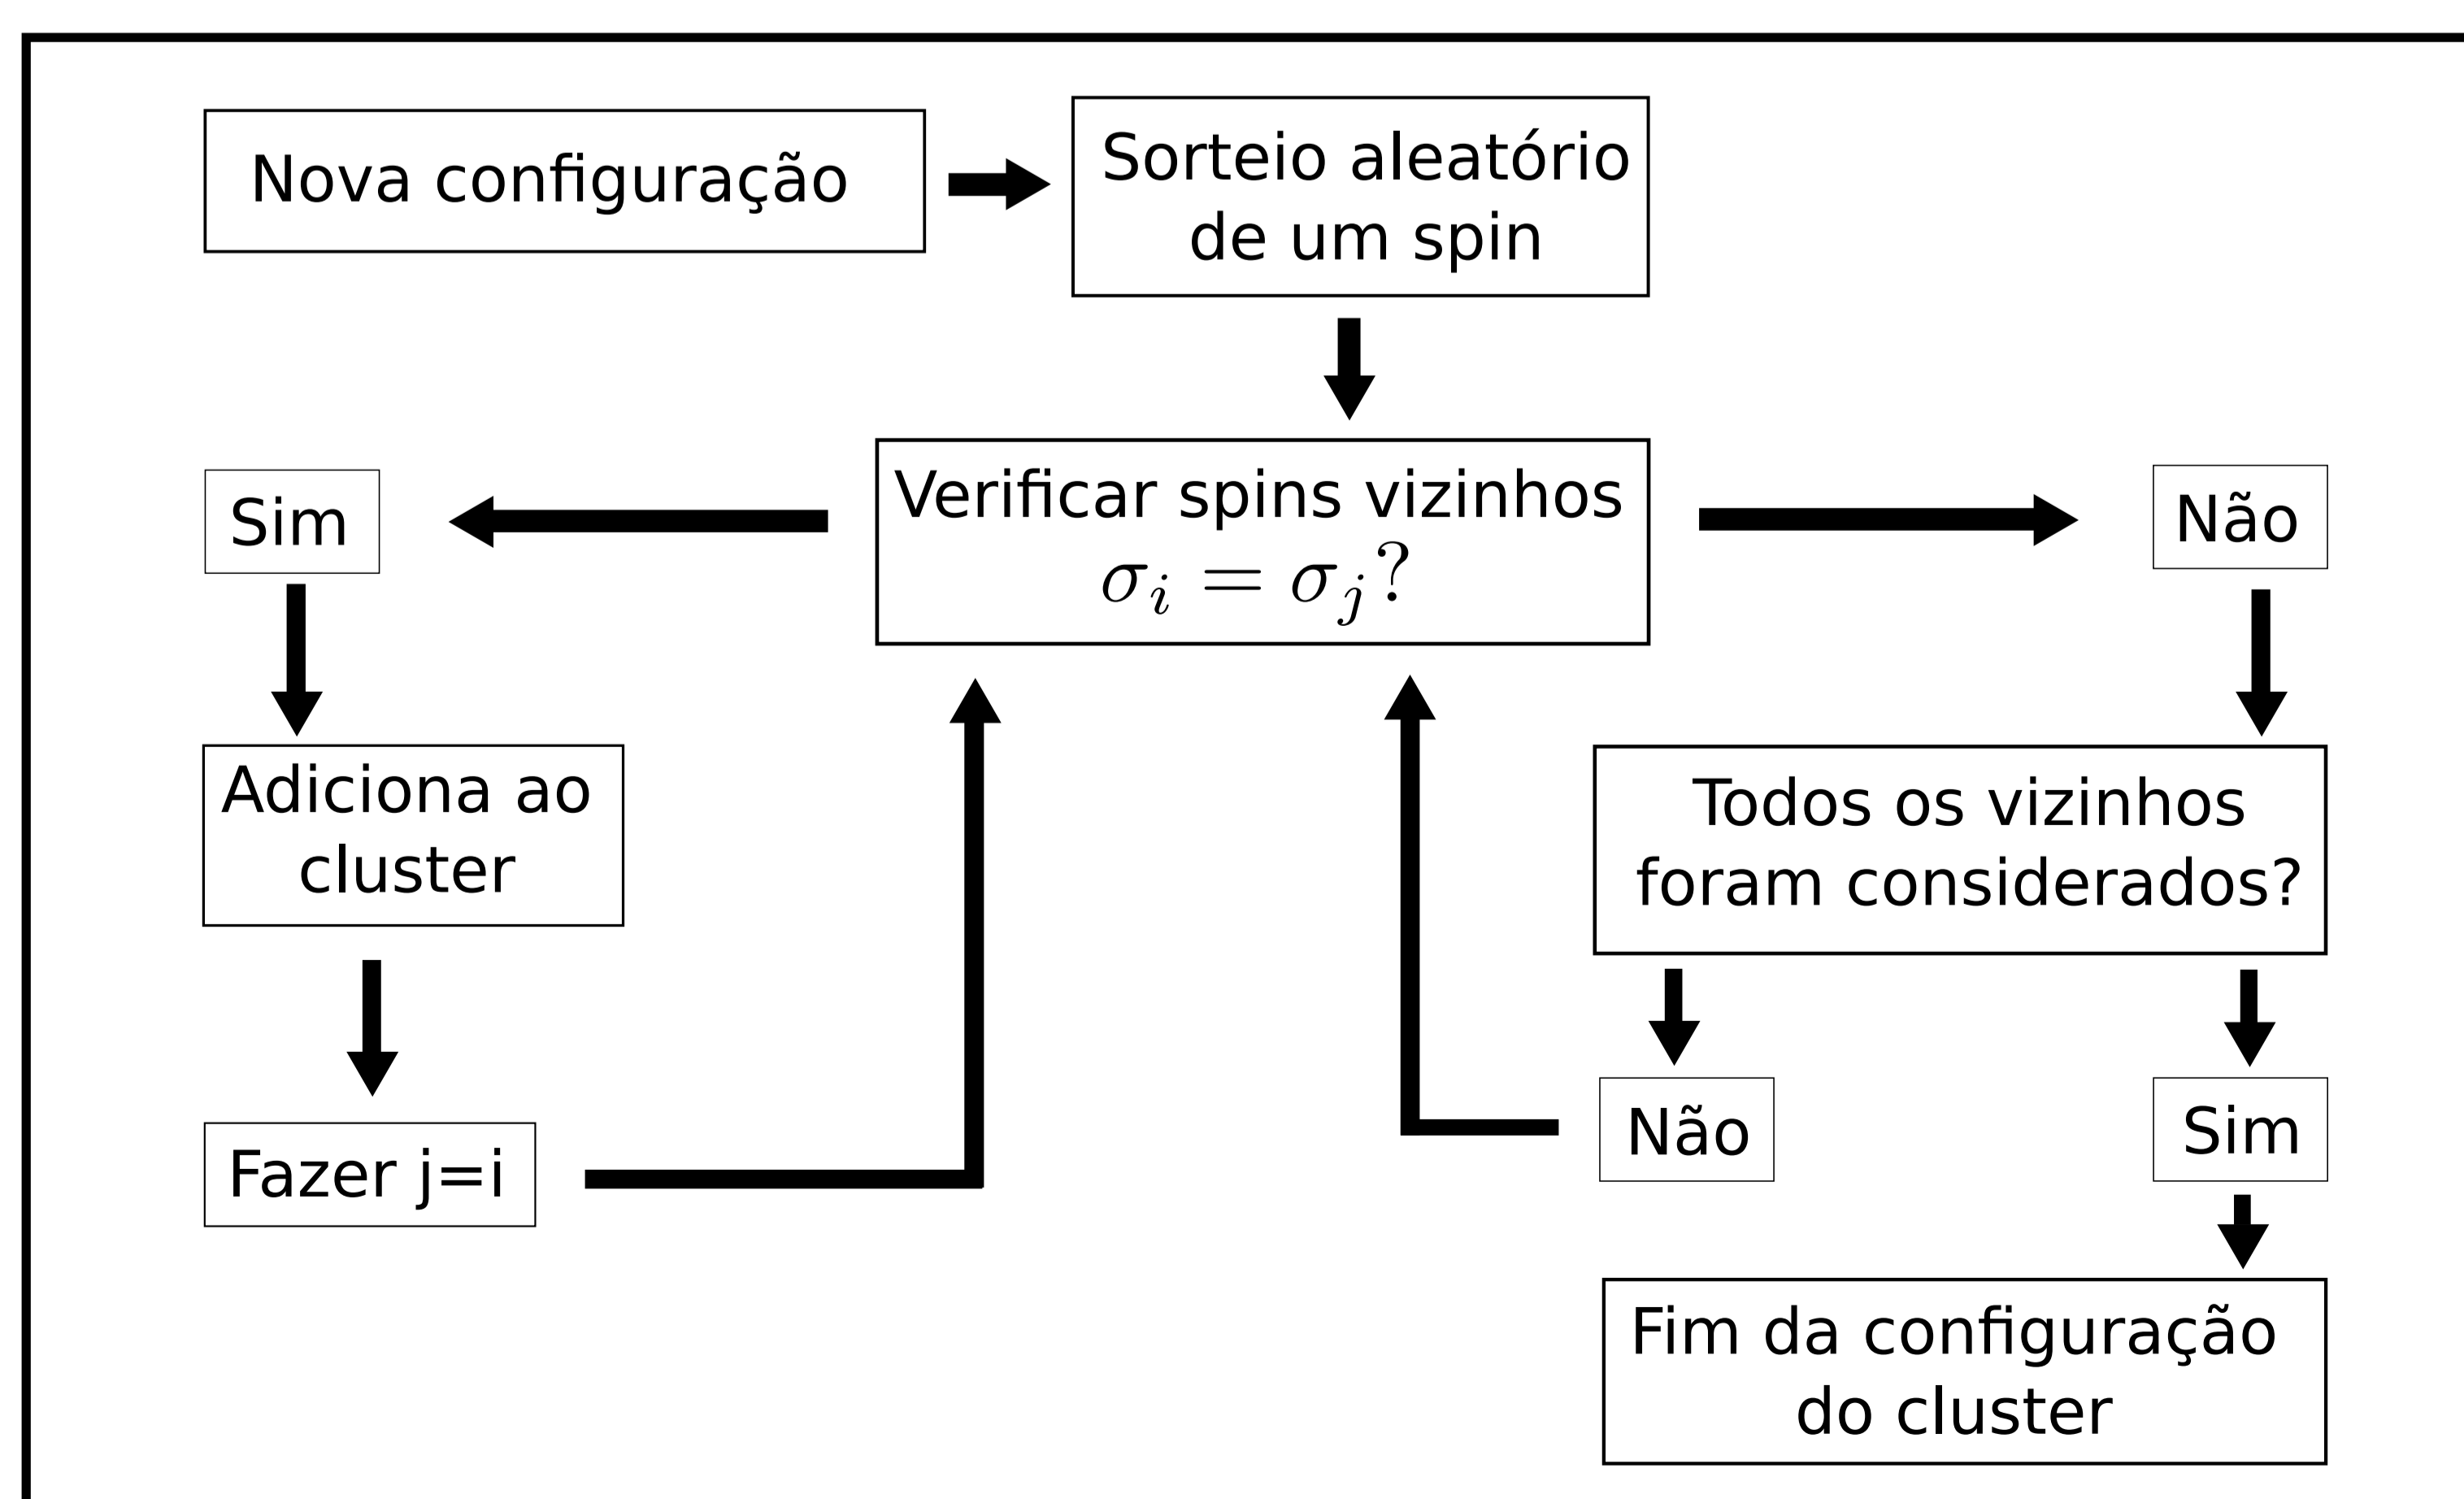 Nova configuração
Sorteio aleatório
de um spin
Verificar spins vizinhos
σᵢ = σⱼ?
Sim
Não
Adiciona ao
cluster
Todos os vizinhos
foram considerados?
Fazer j=i
Não
Sim
Fim da configuração
do cluster